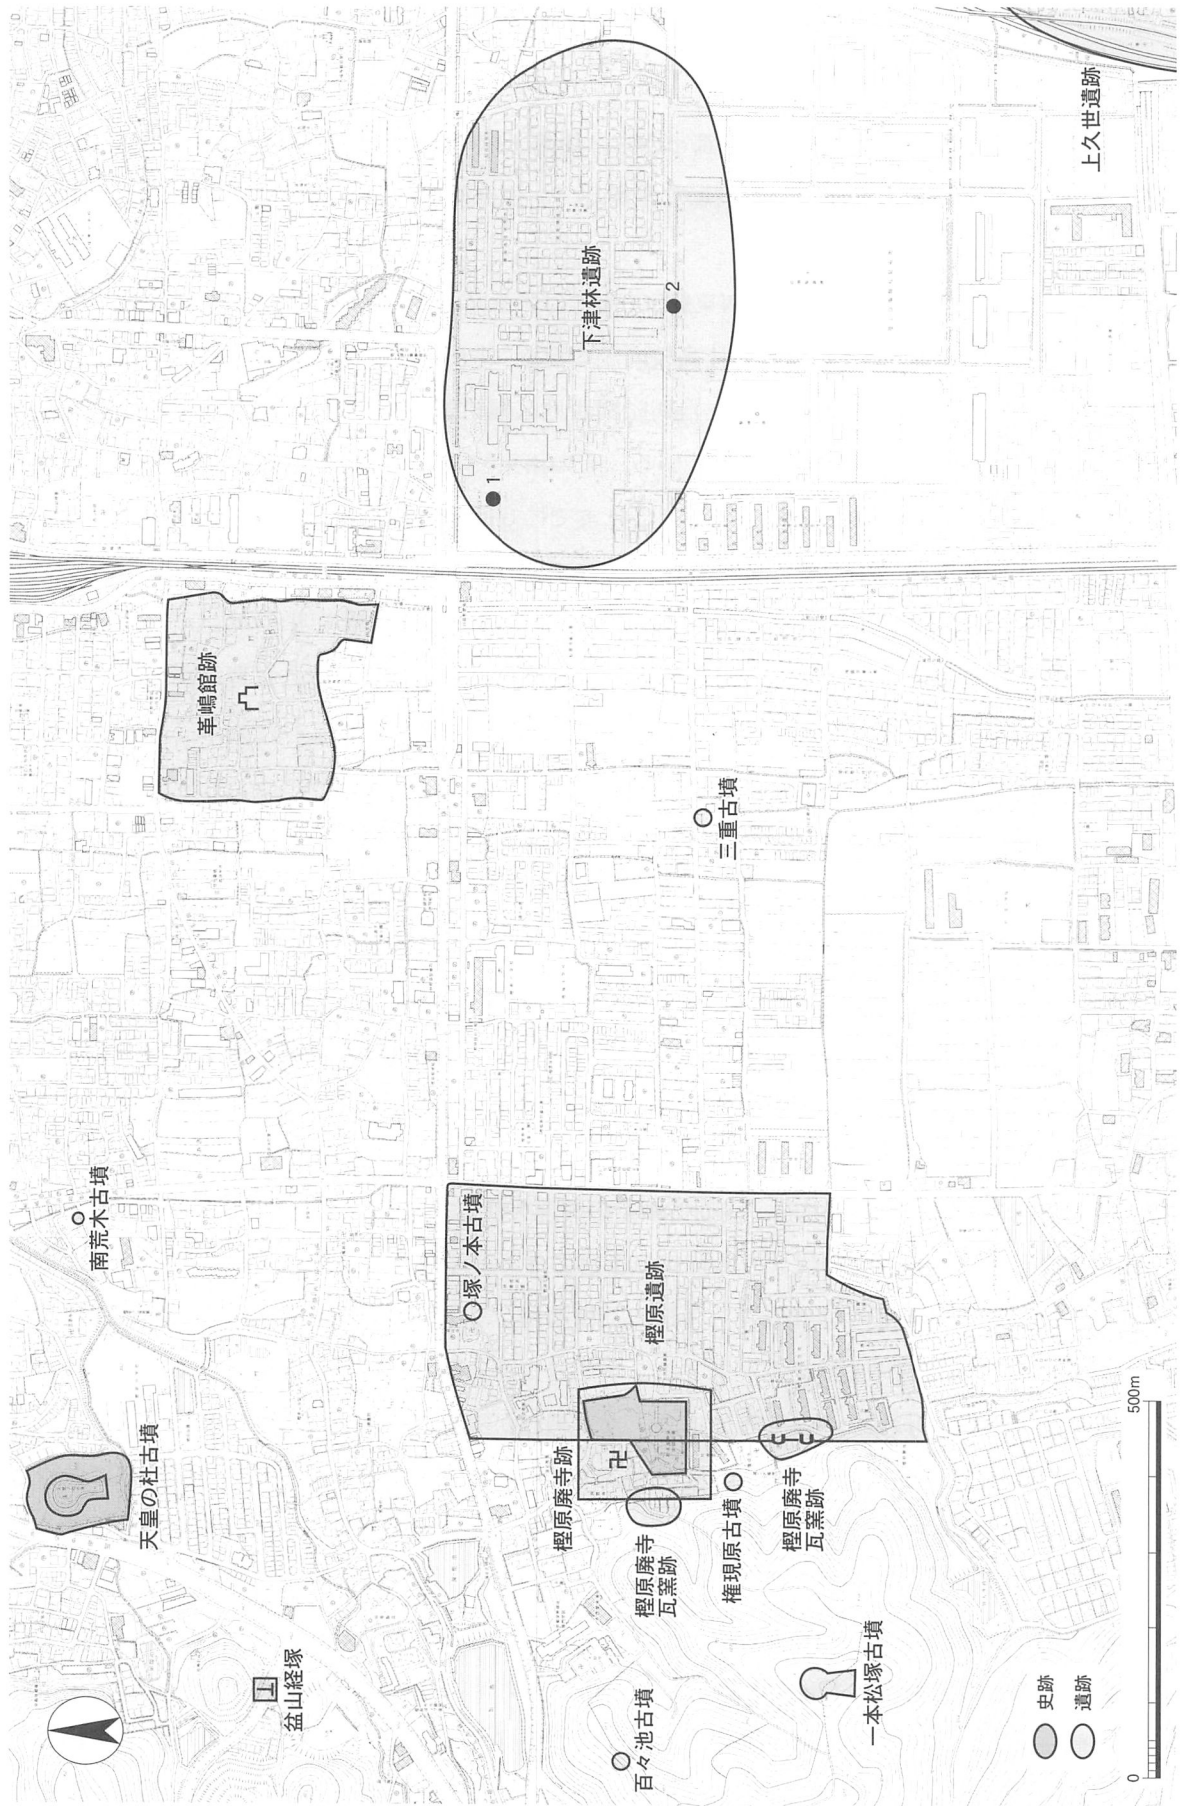 天皇の杜古墳
南荒木古墳
革嶋館跡
盆山経塚
塚ノ本古墳
樫原遺跡
樫原廃寺跡
樫原廃寺
瓦窯跡
権現原古墳
樫原廃寺
瓦窯跡
百々池古墳
一本松塚古墳
三重古墳
下津林遺跡
1
2
上久世遺跡
史跡
遺跡
0
500m